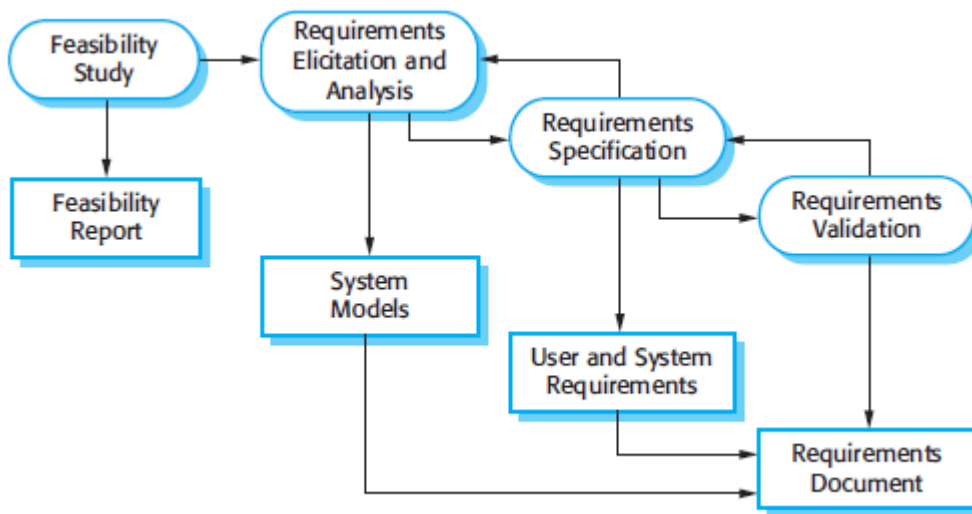 Feasibility
Study
Requirements
Elicitation and
Analysis
Requirements
Specification
Requirements
Validation
Feasibility
Report
System
Models
User and System
Requirements
Requirements
Document